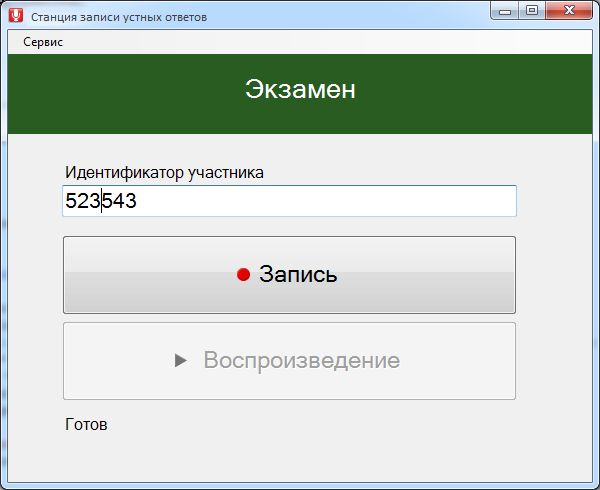 Станция записи устных ответов
Сервис
Экзамен
Идентификатор участника
523543
Запись
Воспроизведение
Готов